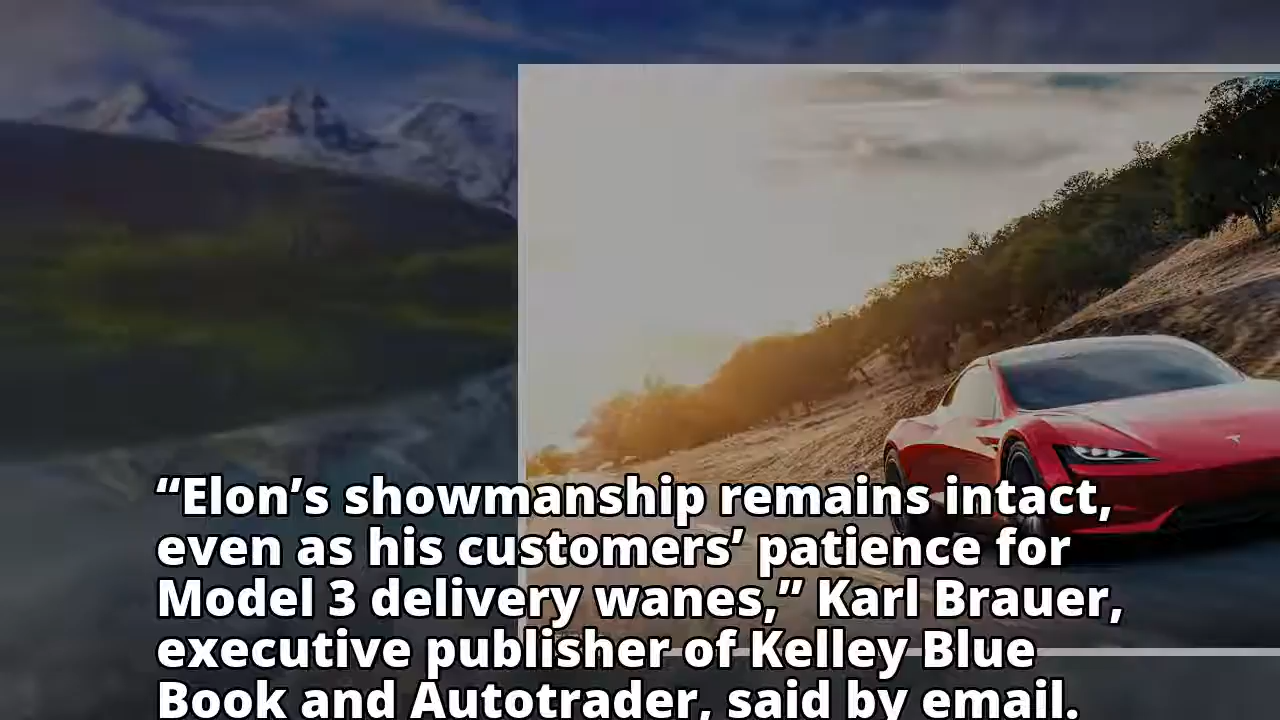 “Elon’s showmanship remains intact,
even as his customers’ patience for
Model 3 delivery wanes,” Karl Brauer,
executive publisher of Kelley Blue
Book and Autotrader, said by email.